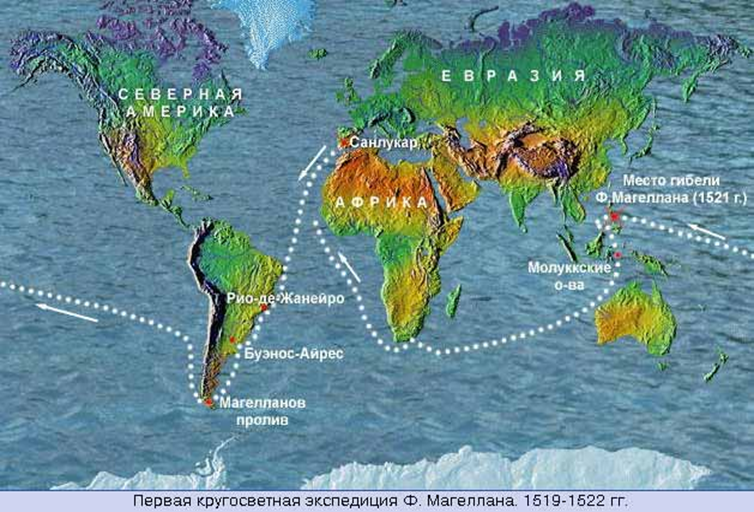 ЕВРАЗИЯ
СЕВЕРНАЯ
АМЕРИКА
Санлукар
Место гибели
Ф.Магеллана (1521 г.)
АФРИКА
Молуккские
о-ва
Рио-де-Жанейро
Буэнос-Айрес
Магелланов
пролив
Первая кругосветная экспедиция Ф. Магеллана. 1519-1522 гг.